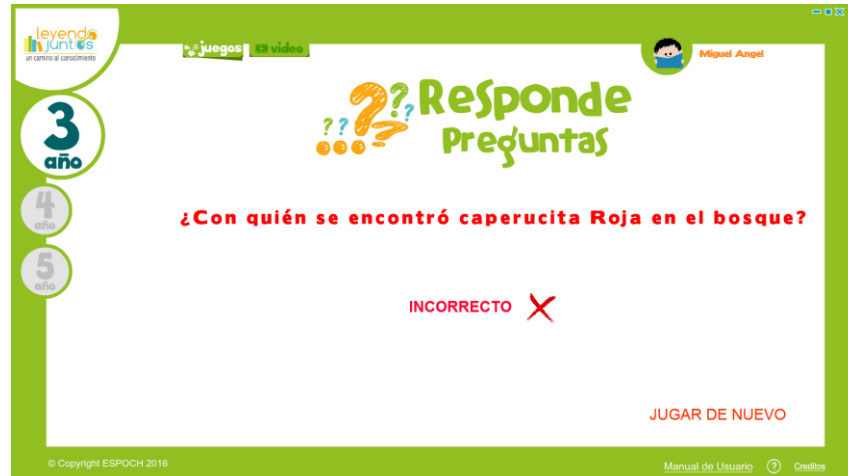 leyendo
juntos
un camino al conocimiento
juegos
video
Miguel Angel
3
año
4
año
5
año
??
???
Responde
Preguntas
¿Con quién se encontró caperucita Roja en el bosque?
INCORRECTO
JUGAR DE NUEVO
© Copyright ESPOCH 2016
Manual de Usuario ? Creditos